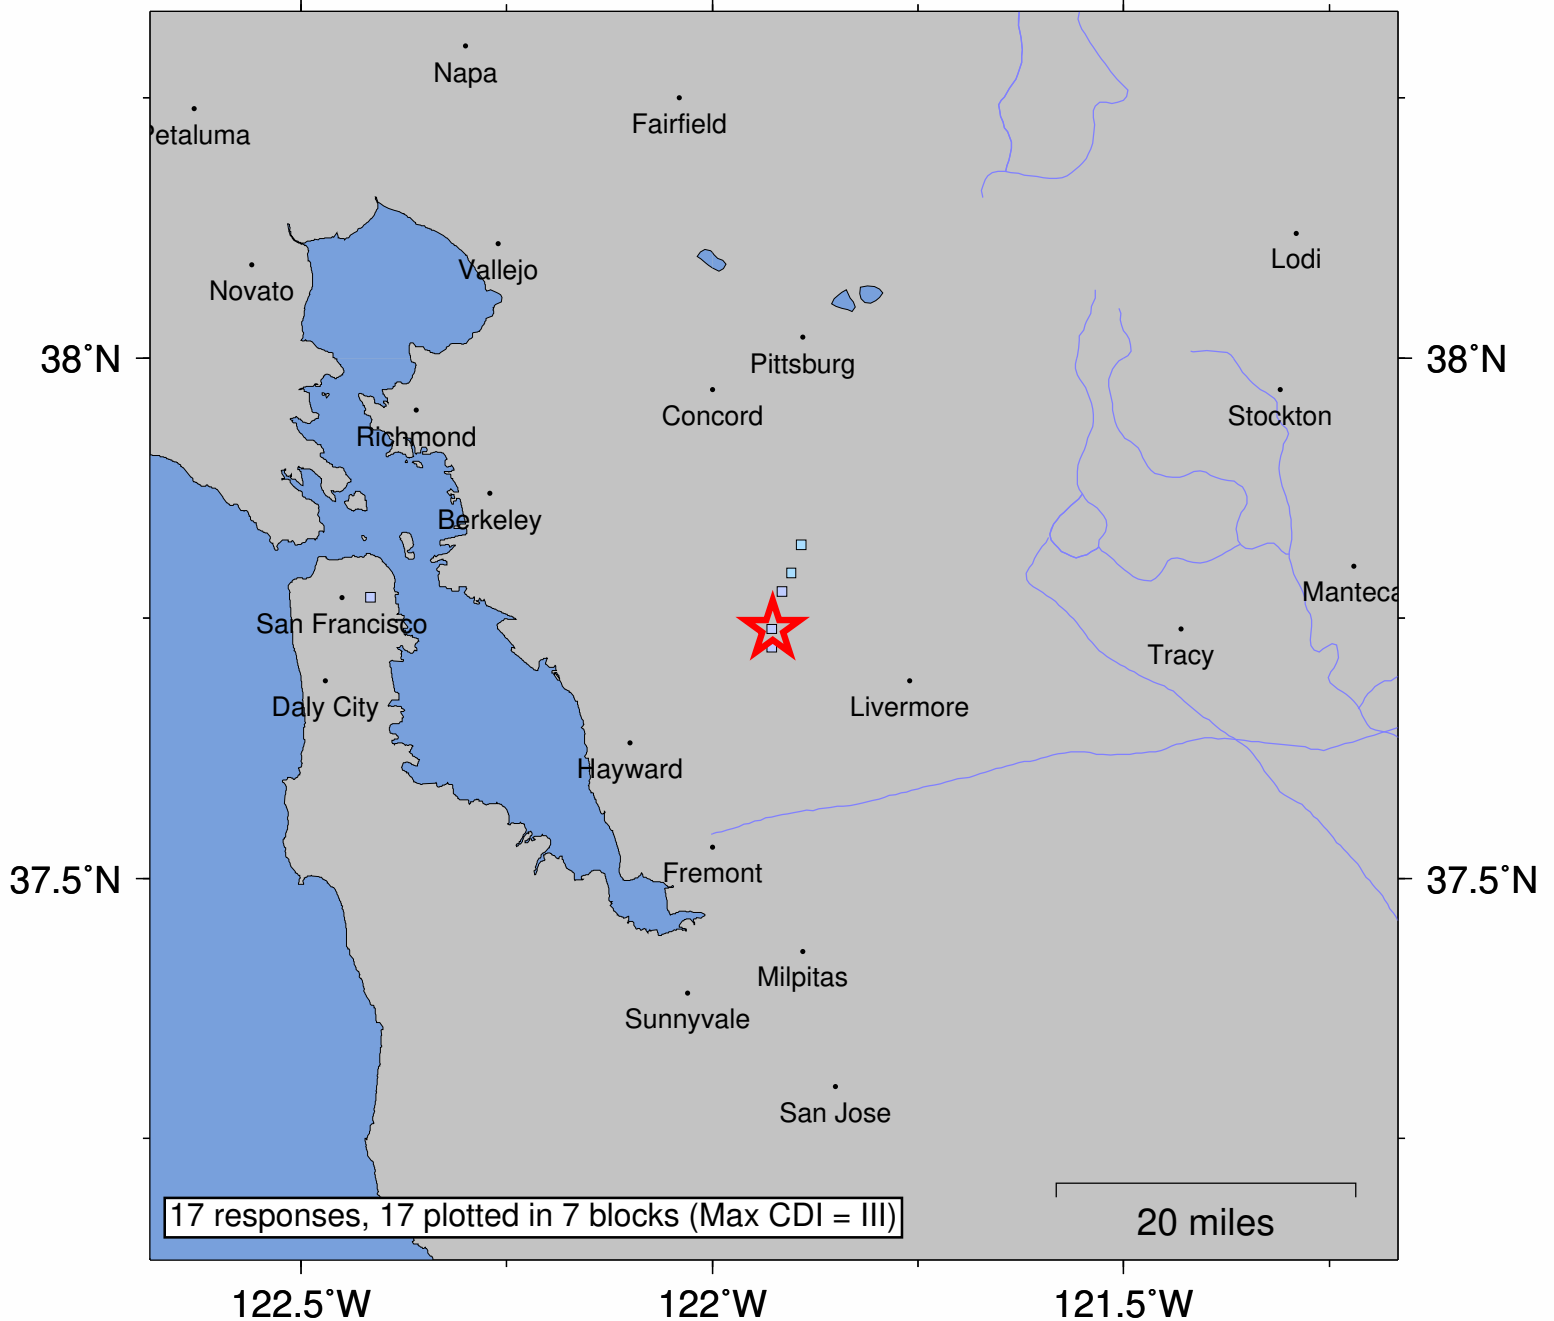 Napa
Fairfield
Petaluma
Lodi
Vallejo
Novato
38°N
38°N
Pittsburg
Concord
Stockton
Richmond
Berkeley
Manteca
San Francisco
Tracy
Daly City
Livermore
Hayward
Fremont
37.5°N
37.5°N
Milpitas
Sunnyvale
San Jose
17 responses, 17 plotted in 7 blocks (Max CDI = III)
20 miles
122.5°W
122°W
121.5°W